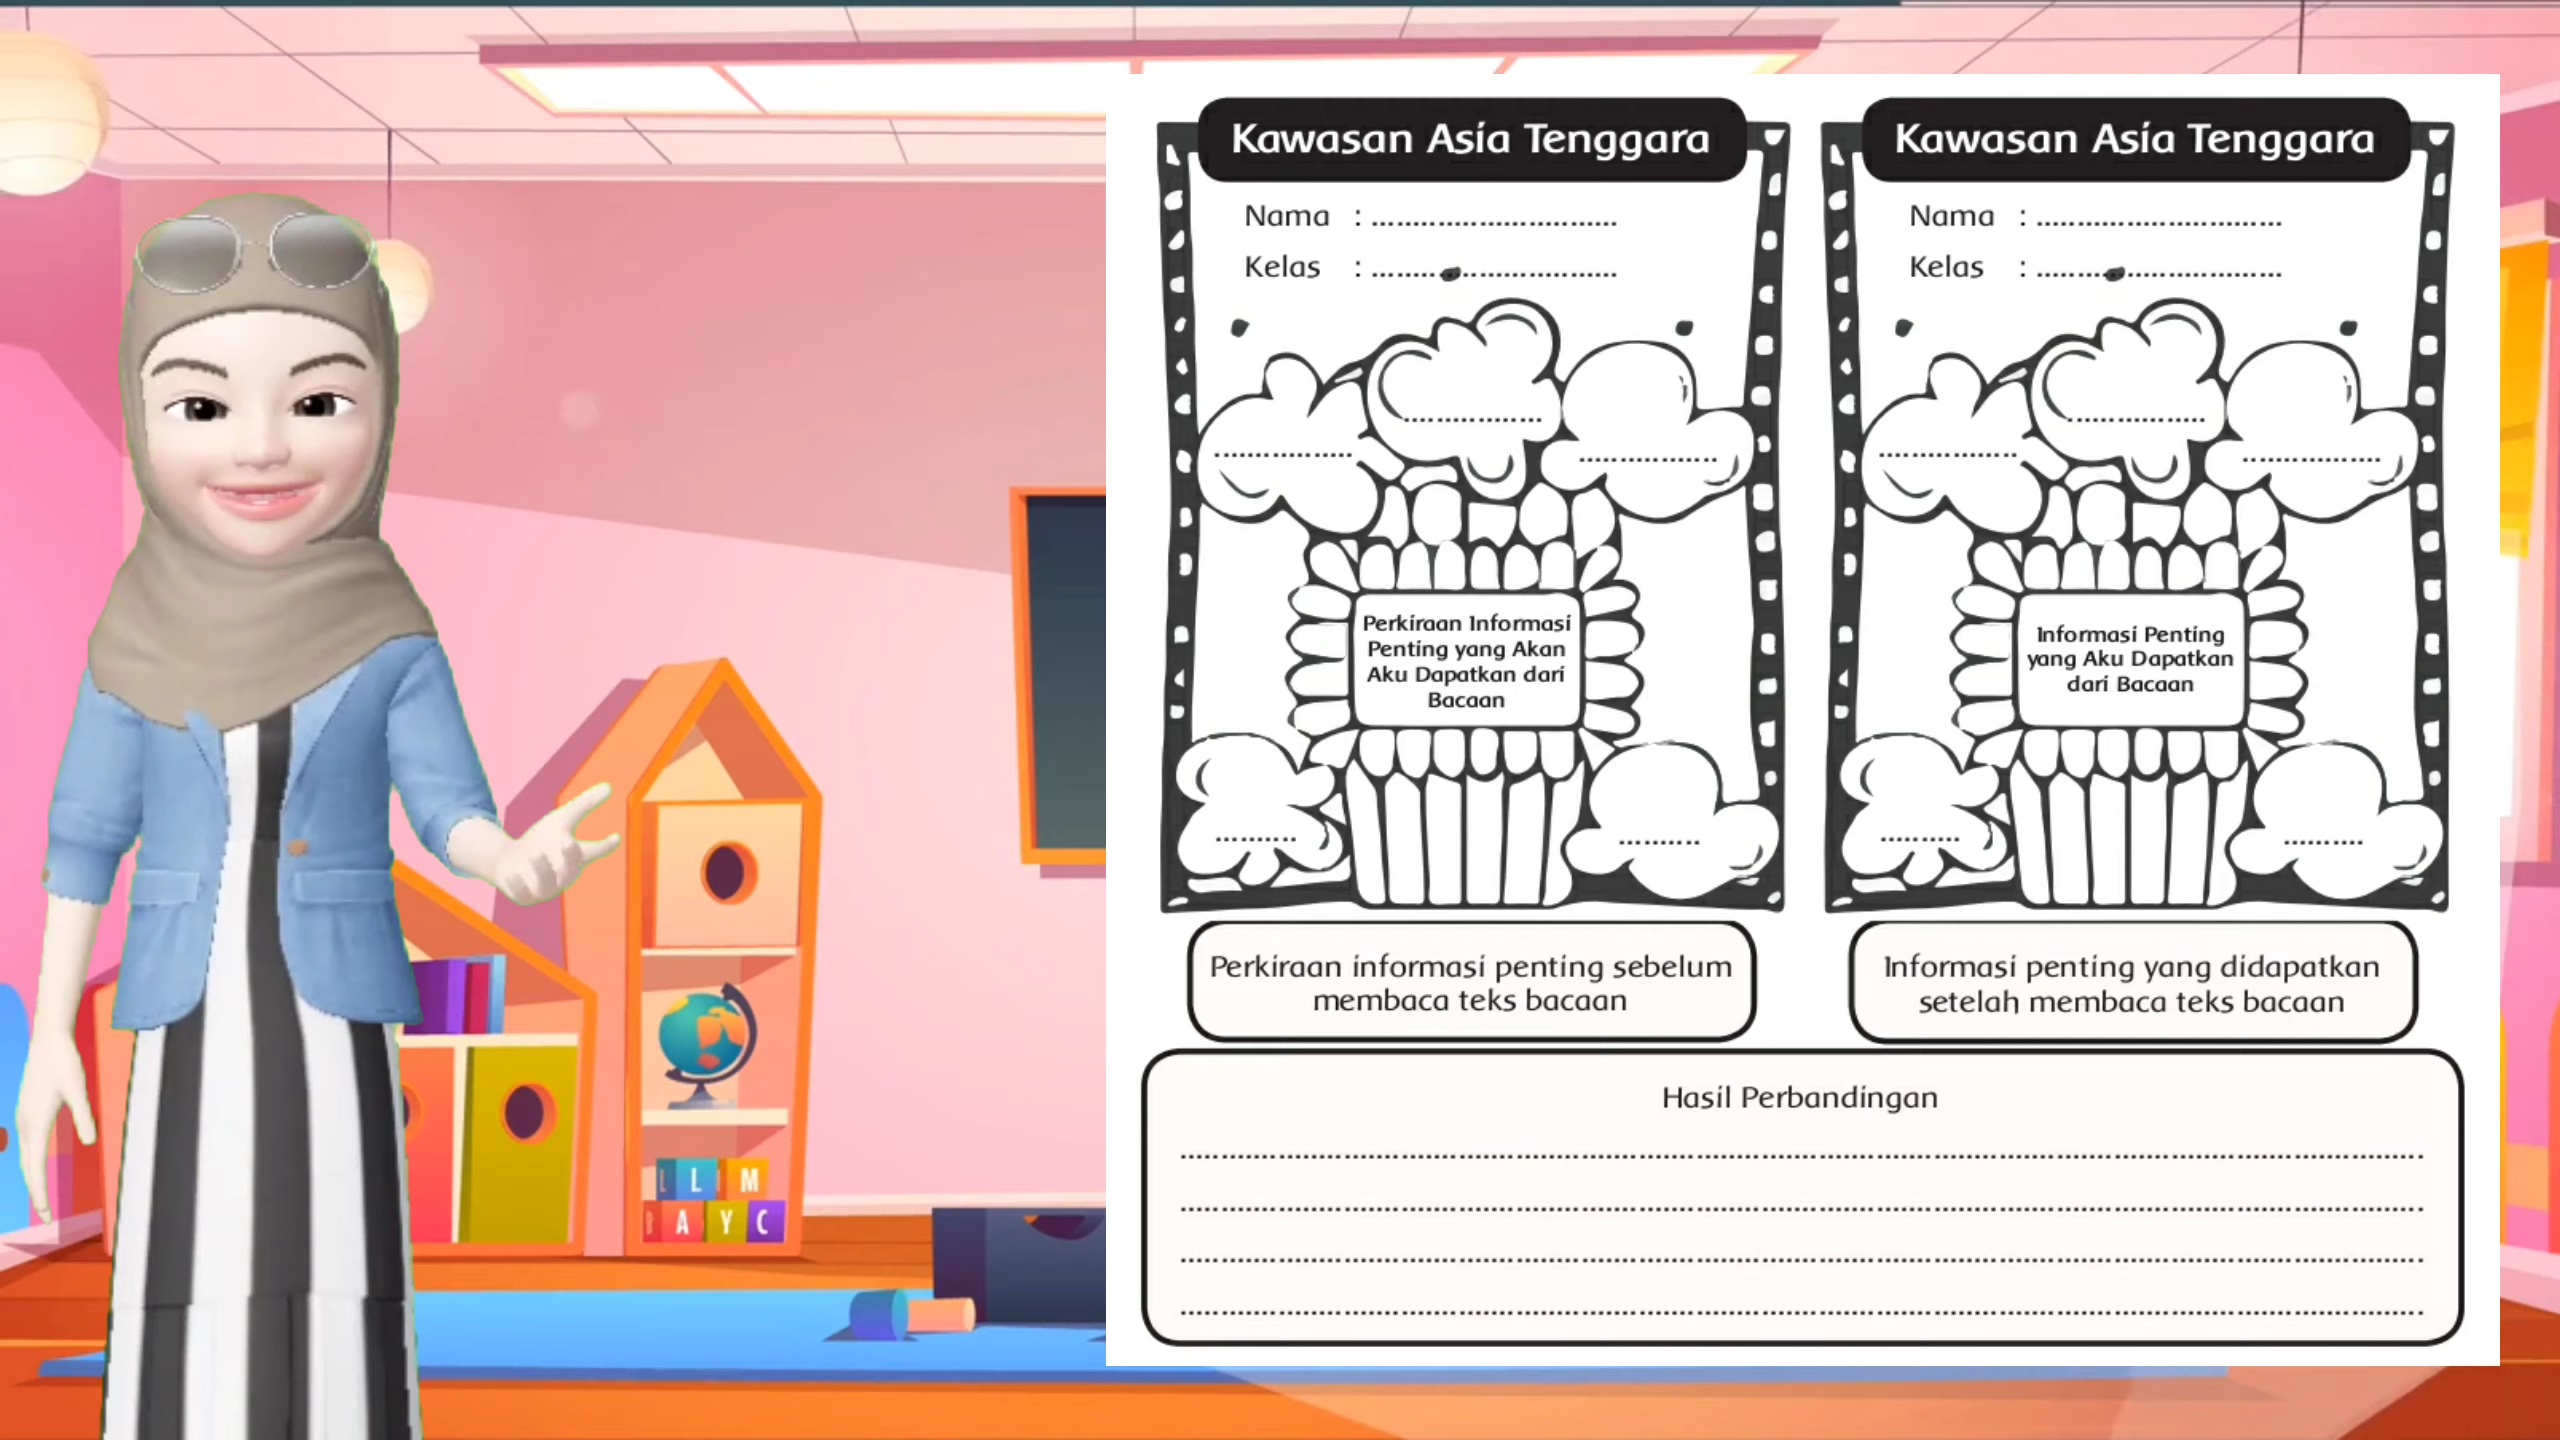 Kawasan Asia Tenggara
Nama : ..............................
Kelas : ..............................
.................
.................
.................
Perkiraan Informasi
Penting yang Akan
Aku Dapatkan dari
Bacaan
..........
..........
Perkiraan informasi penting sebelum
membaca teks bacaan
Kawasan Asia Tenggara
Nama : ..............................
Kelas : ..............................
.................
.................
.................
Informasi Penting
yang Aku Dapatkan
dari Bacaan
..........
..........
Informasi penting yang didapatkan
setelah membaca teks bacaan
Hasil Perbandingan
L L M
A Y C